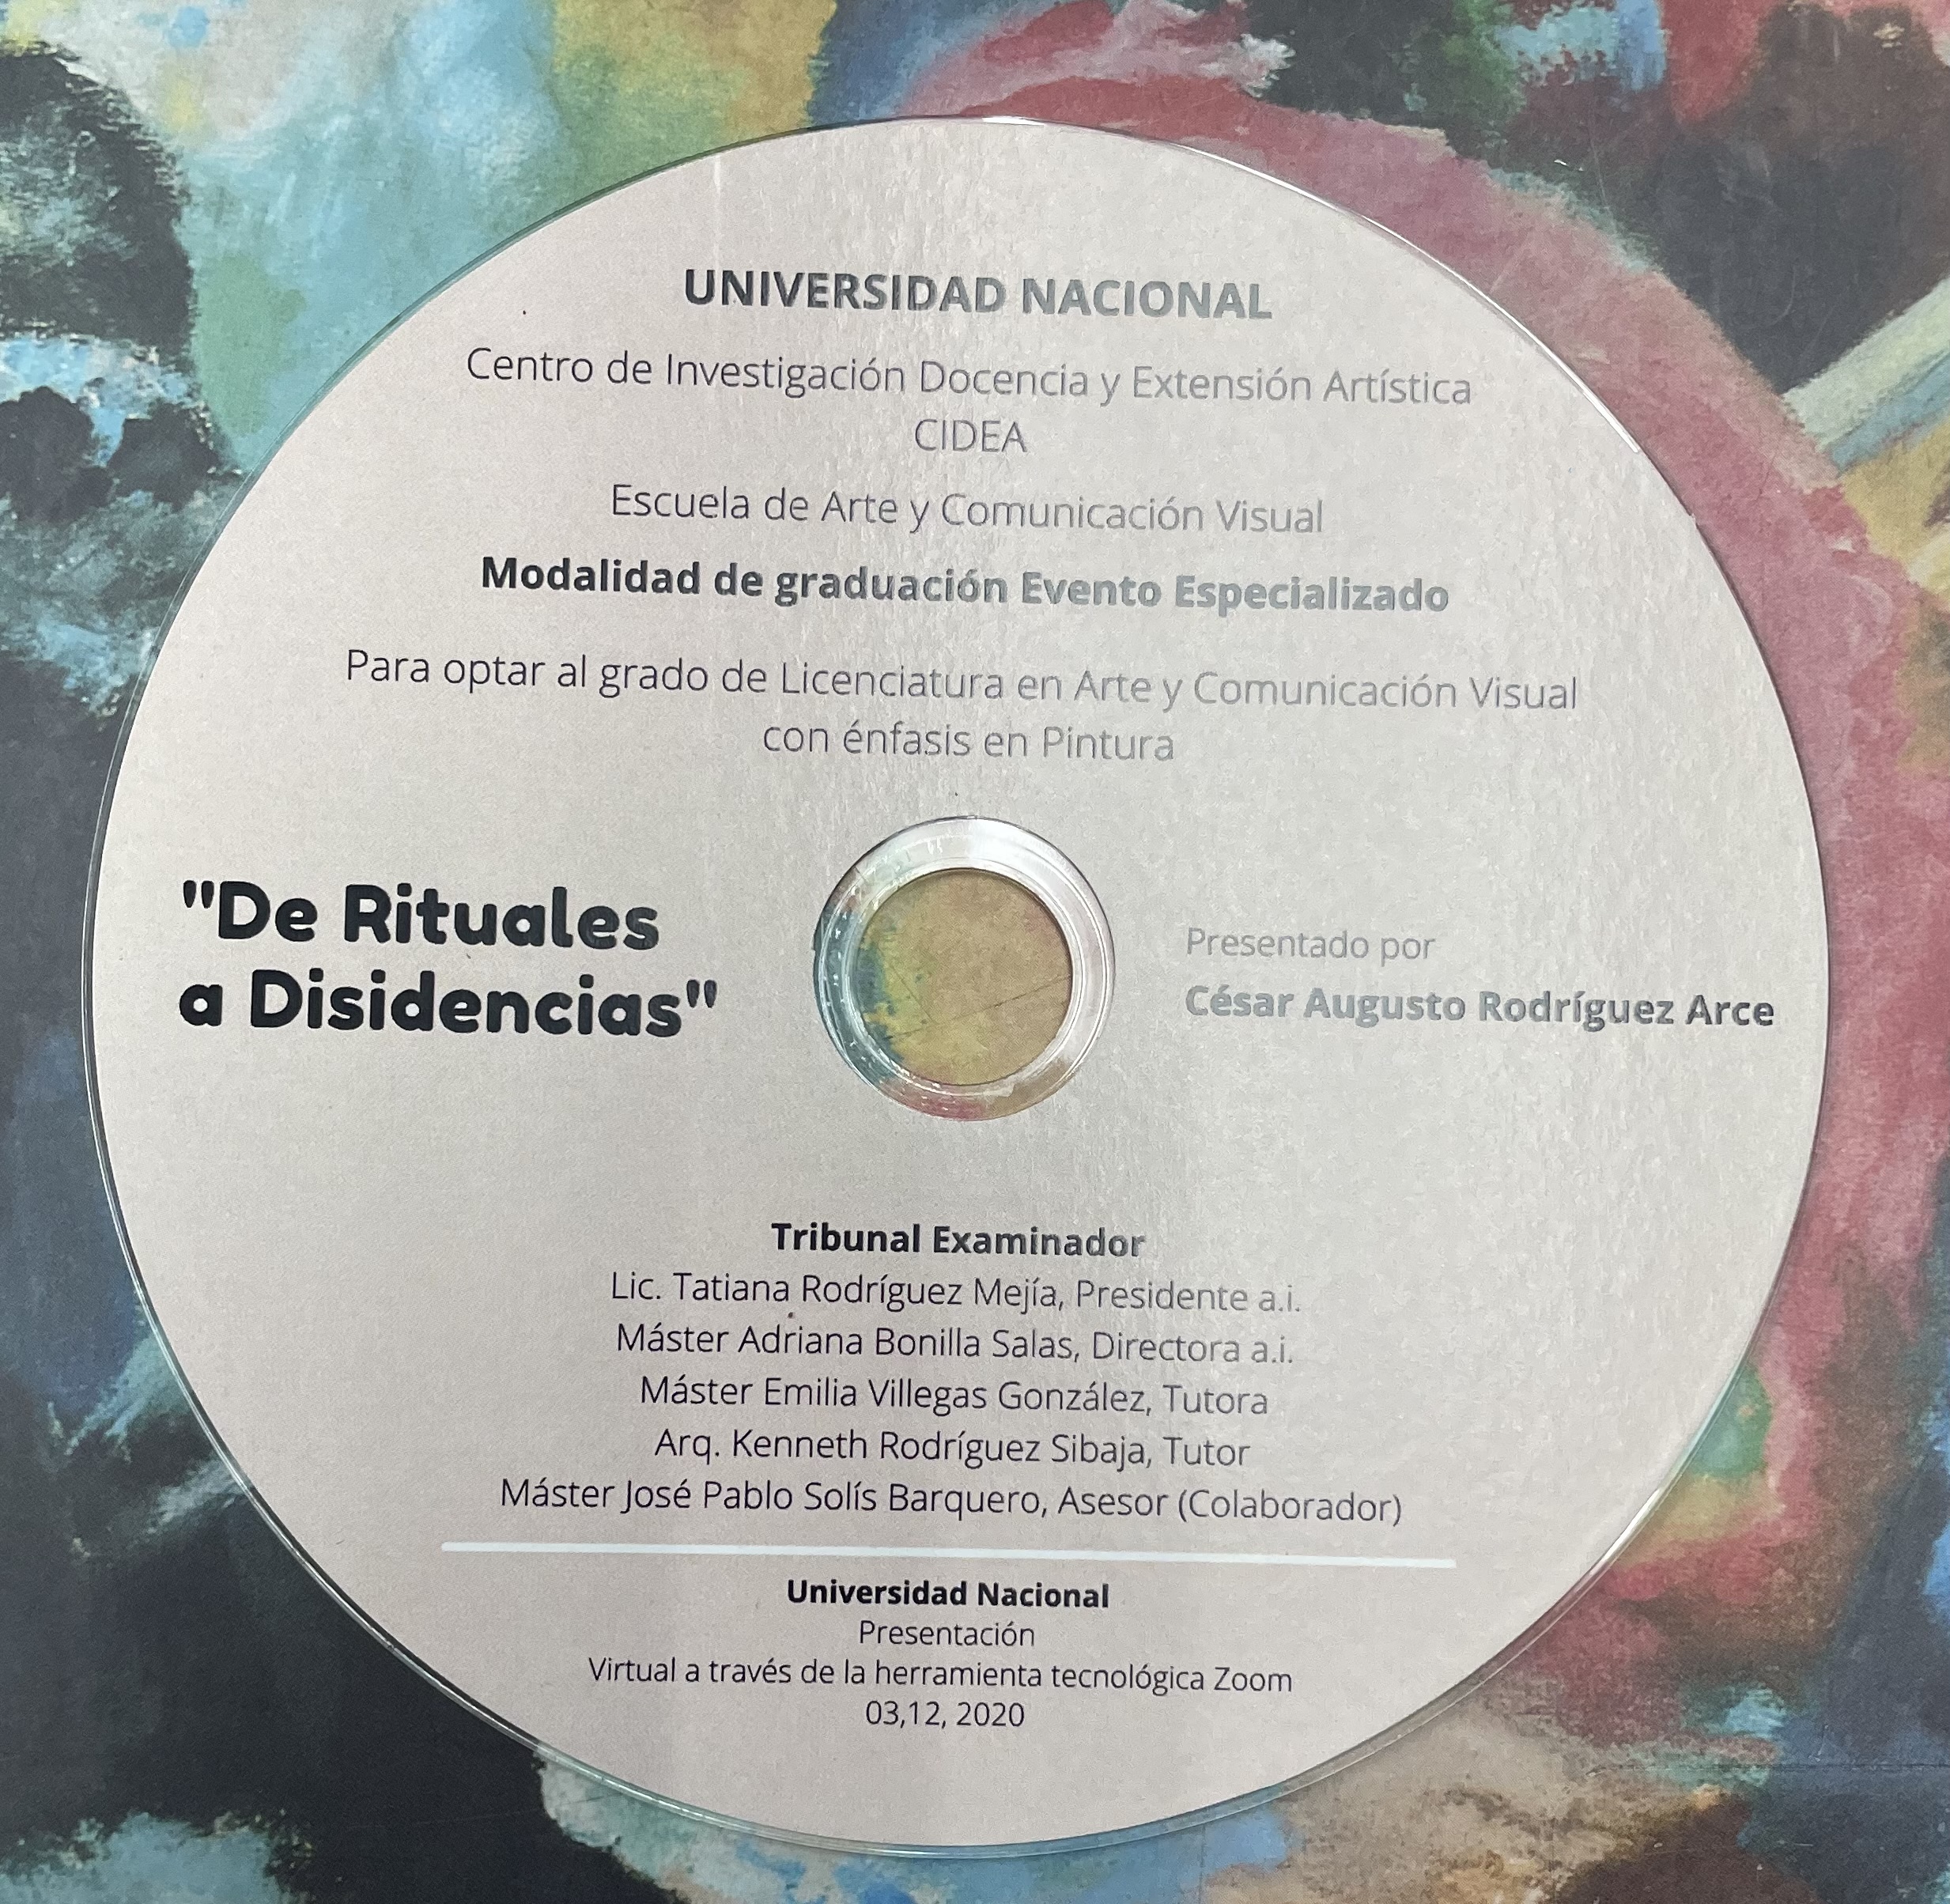 UNIVERSIDAD NACIONAL
Centro de Investigación Docencia y Extensión Artística
CIDEA
Escuela de Arte y Comunicación Visual
Modalidad de graduación Evento Especializado
Para optar al grado de Licenciatura en Arte y Comunicación Visual
con énfasis en Pintura
"De Rituales
a Disidencias"
Presentado por
César Augusto Rodríguez Arce
Tribunal Examinador
Lic. Tatiana Rodríguez Mejía, Presidente a.i.
Máster Adriana Bonilla Salas, Directora a.i.
Máster Emilia Villegas González, Tutora
Arq. Kenneth Rodríguez Sibaja, Tutor
Máster José Pablo Solís Barquero, Asesor (Colaborador)
Universidad Nacional
Presentación
Virtual a través de la herramienta tecnológica Zoom
03,12, 2020